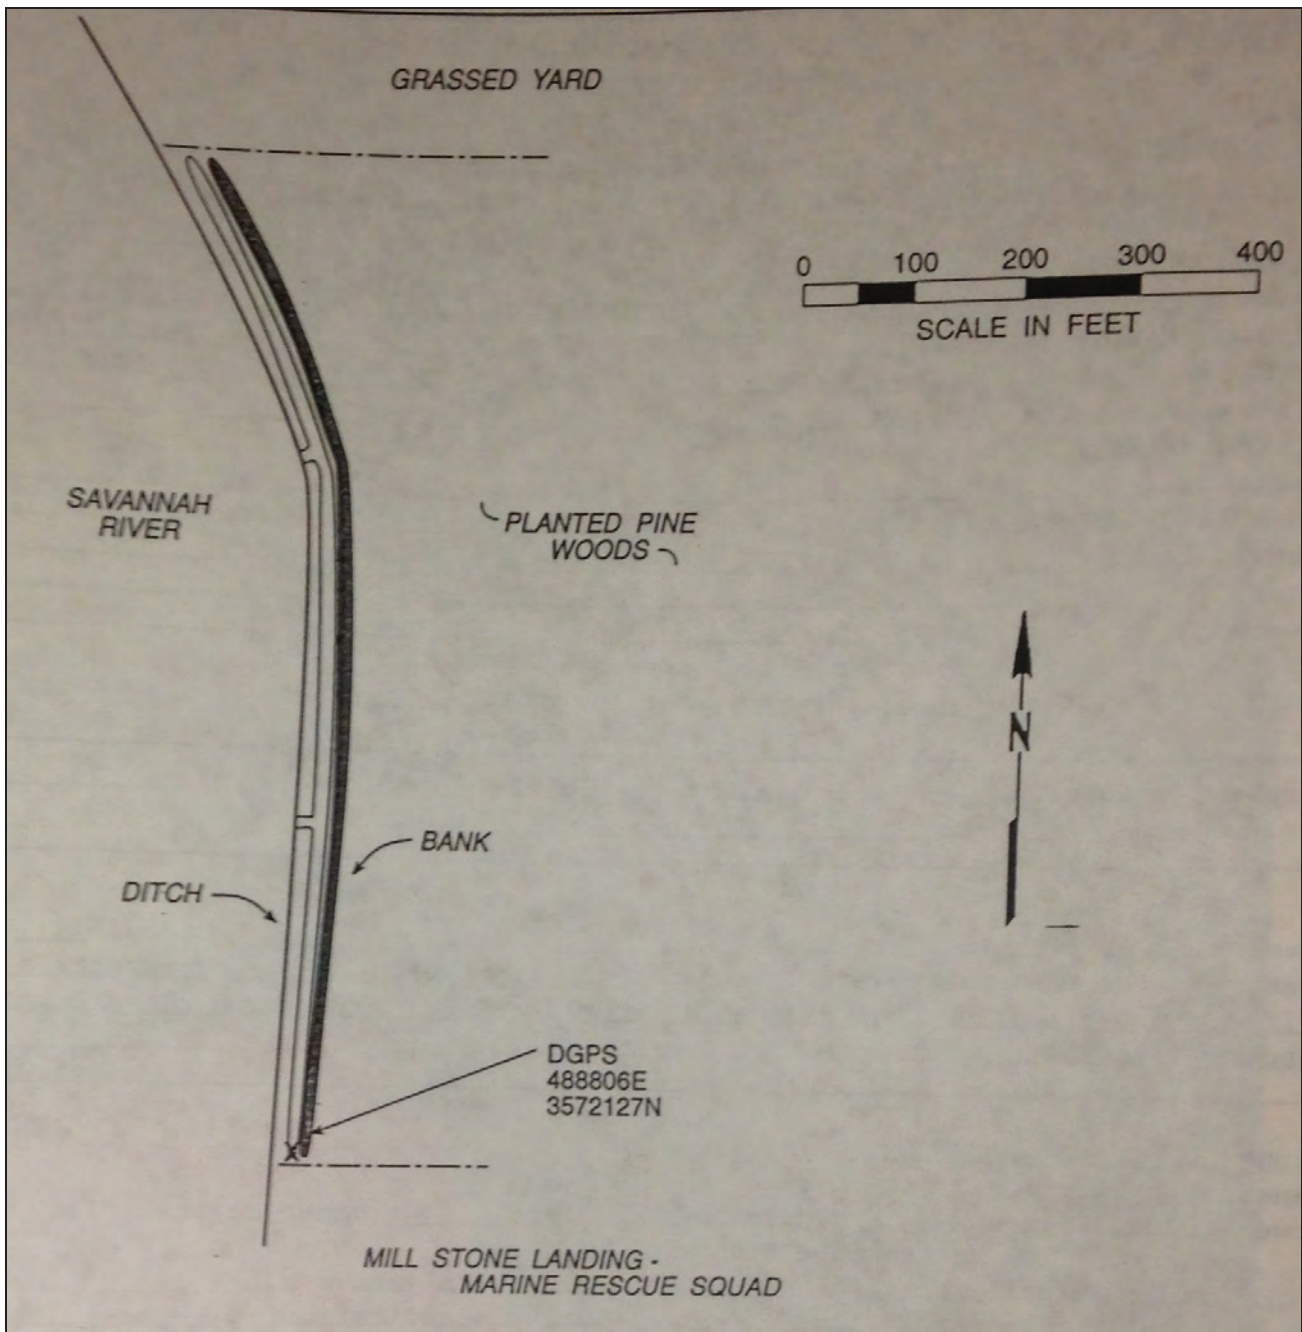 GRASSED YARD
0 100 200 300 400
SCALE IN FEET
SAVANNAH
RIVER
PLANTED PINE
WOODS
N
BANK
DITCH
DGPS
488806E
3572127N
X
MILL STONE LANDING -
MARINE RESCUE SQUAD